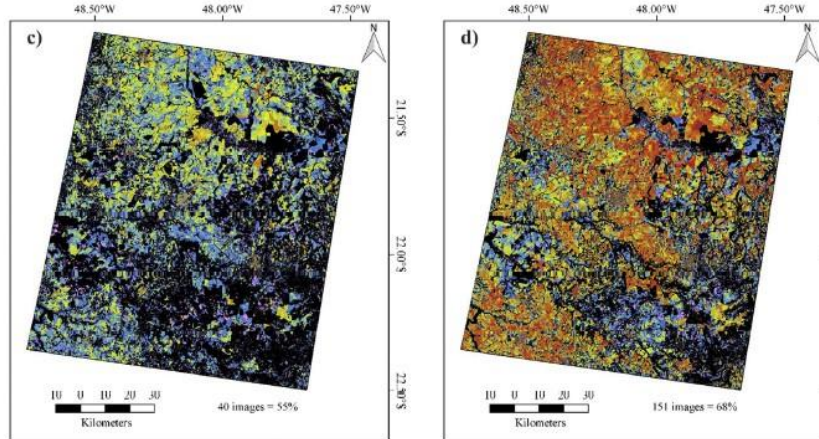 48.50°W 48.00°W 47.50°W
c)
N
21.50°S
22.00°S
22.50°S
10 0 10 20 30
Kilometers
40 images = 55%
48.50°W 48.00°W 47.50°W
d)
N
10 0 10 20 30
Kilometers
151 images = 68%